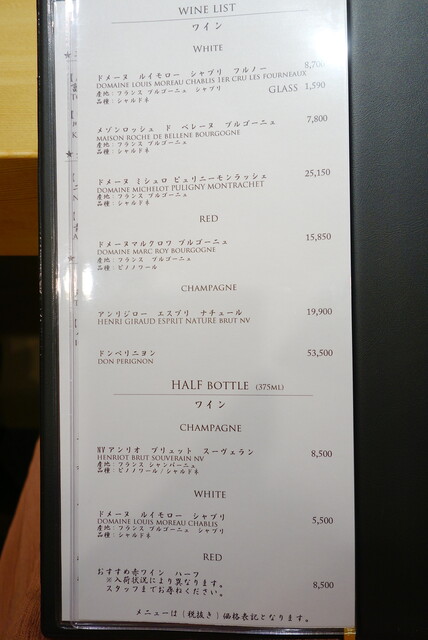 WINE LIST
ワイン
WHITE
ドメーヌ ルイモロー シャブリ フルノー
DOMAINE LOUIS MOREAU CHABLIS 1ER CRU LES FOURNEAUX
産地：フランス ブルゴーニュ シャブリ GLASS 1,590
品種：シャルドネ
メゾンロッシュ ド ベレーヌ ブルゴーニュ 7,800
MAISON ROCHE DE BELLENE BOURGOGNE
産地：フランス ブルゴーニュ
品種：シャルドネ
ドメーヌ ミシュロ ピュリニーモンラッシェ 25,150
DOMAINE MICHELOT PULIGNY MONTRACHET
産地：フランス ブルゴーニュ
品種：シャルドネ
RED
ドメーヌマルクロワ ブルゴーニュ 15,850
DOMAINE MARC ROY BOURGOGNE
産地：フランス ブルゴーニュ
品種：ピノノワール
CHAMPAGNE
アンリジロー エスプリ ナチュール 19,900
HENRI GIRAUD ESPRIT NATURE BRUT NV
ドンペリニヨン 53,500
DON PERIGNON
HALF BOTTLE (375ML)
ワイン
CHAMPAGNE
NVアンリオ ブリュット スーヴェラン 8,500
HENRIOT BRUT SOUVERAIN NV
産地：フランス シャンパーニュ
品種：ピノノワール/シャルドネ
WHITE
ドメーヌ ルイモロー シャブリ 5,500
DOMAINE LOUIS MOREAU CHABLIS
産地：フランス ブルゴーニュ シャブリ
品種：シャルドネ
RED
おすすめ赤ワイン ハーフ 8,500
※入荷状況により異なります。
スタッフまでお尋ねください。
メニューは（税抜き）価格表記となります。